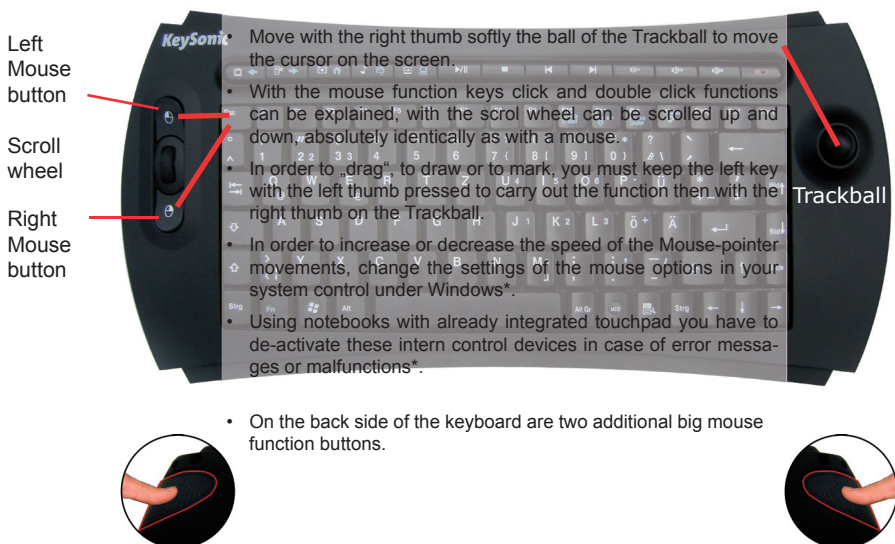 Left
Mouse
button
Scroll
wheel
Right
Mouse
button
KeySonic
Trackball
• Move with the right thumb softly the ball of the Trackball to move
the cursor on the screen.
• With the mouse function keys click and double click functions
can be explained, with the scrol wheel can be scrolled up and
down, absolutely identically as with a mouse.
• In order to „drag“, to draw or to mark, you must keep the left key
with the left thumb pressed to carry out the function then with the
right thumb on the Trackball.
• In order to increase or decrease the speed of the Mouse-pointer
movements, change the settings of the mouse options in your
system control under Windows*.
• Using notebooks with already integrated touchpad you have to
de-activate these intern control devices in case of error messa-
ges or malfunctions*.
• On the back side of the keyboard are two additional big mouse
function buttons.